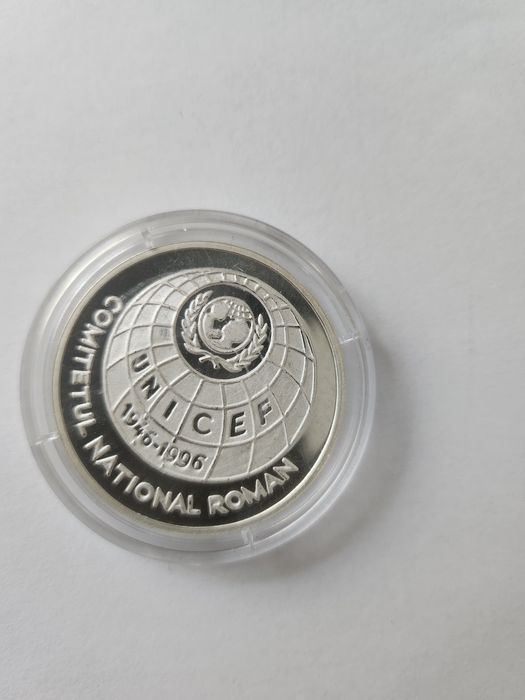 UNICEF
1946-1996
COMITETUL NATIONAL ROMAN